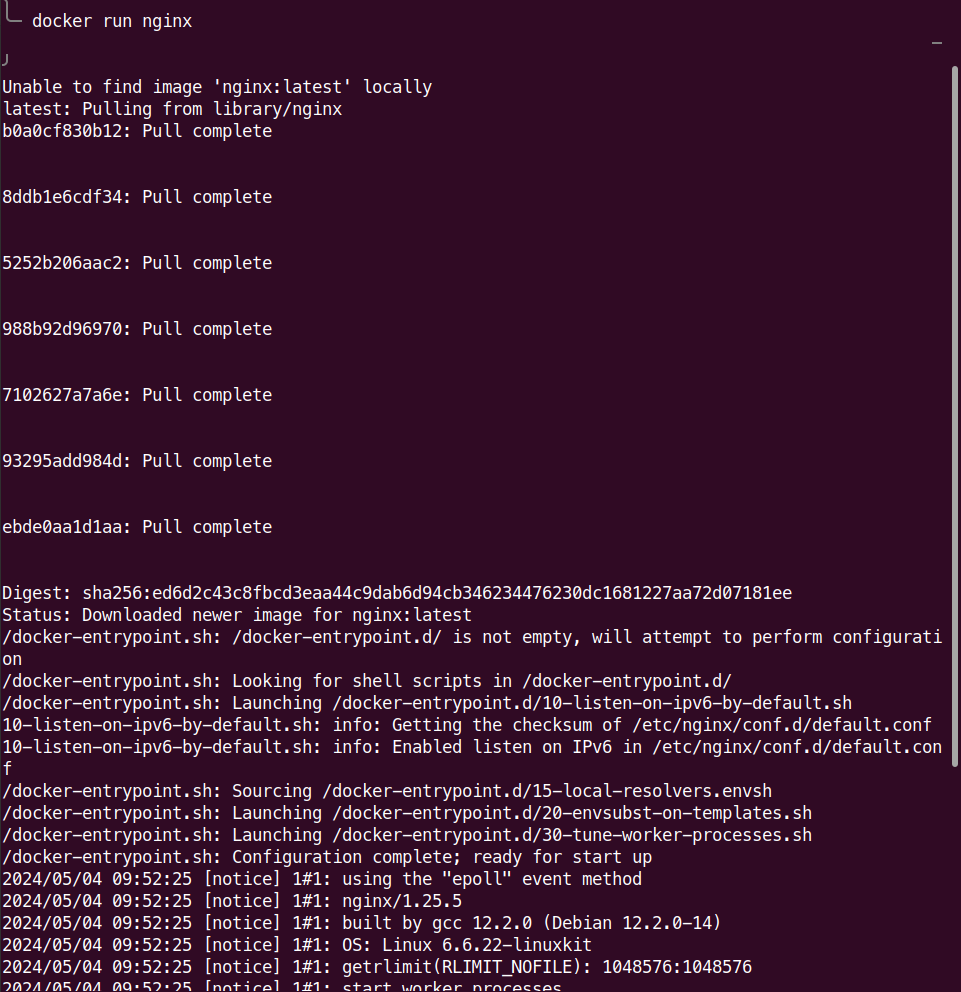 docker run nginx
Unable to find image 'nginx:latest' locally
latest: Pulling from library/nginx
b0a0cf830b12: Pull complete
8ddb1e6cdf34: Pull complete
5252b206aac2: Pull complete
988b92d96970: Pull complete
7102627a7a6e: Pull complete
93295add984d: Pull complete
ebde0aa1d1aa: Pull complete
Digest: sha256:ed6d2c43c8fbcd3eaa44c9dab6d94cb346234476230dc1681227aa72d07181ee
Status: Downloaded newer image for nginx:latest
/docker-entrypoint.sh: /docker-entrypoint.d/ is not empty, will attempt to perform configurati
on
/docker-entrypoint.sh: Looking for shell scripts in /docker-entrypoint.d/
/docker-entrypoint.sh: Launching /docker-entrypoint.d/10-listen-on-ipv6-by-default.sh
10-listen-on-ipv6-by-default.sh: info: Getting the checksum of /etc/nginx/conf.d/default.conf
10-listen-on-ipv6-by-default.sh: info: Enabled listen on IPv6 in /etc/nginx/conf.d/default.con
f
/docker-entrypoint.sh: Sourcing /docker-entrypoint.d/15-local-resolvers.envsh
/docker-entrypoint.sh: Launching /docker-entrypoint.d/20-envsubst-on-templates.sh
/docker-entrypoint.sh: Launching /docker-entrypoint.d/30-tune-worker-processes.sh
/docker-entrypoint.sh: Configuration complete; ready for start up
2024/05/04 09:52:25 [notice] 1#1: using the "epoll" event method
2024/05/04 09:52:25 [notice] 1#1: nginx/1.25.5
2024/05/04 09:52:25 [notice] 1#1: built by gcc 12.2.0 (Debian 12.2.0-14)
2024/05/04 09:52:25 [notice] 1#1: OS: Linux 6.6.22-linuxkit
2024/05/04 09:52:25 [notice] 1#1: getrlimit(RLIMIT_NOFILE): 1048576:1048576
2024/05/04 09:52:25 [notice] 1#1: start worker processes